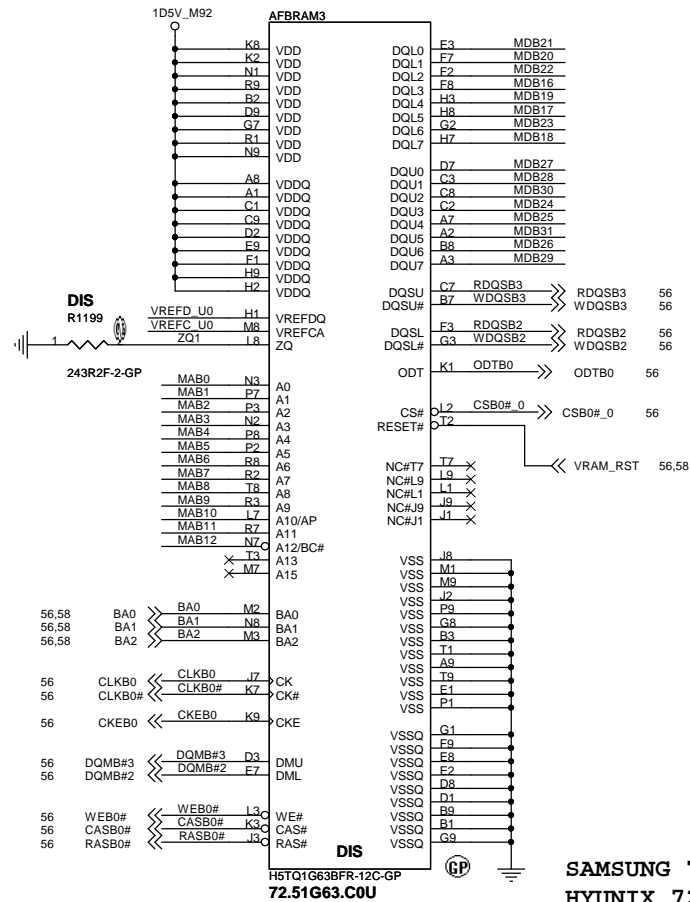 1D5V_M92
AFBRAM3
K8 VDD
K2 VDD
N1 VDD
R9 VDD
B2 VDD
D9 VDD
G7 VDD
R1 VDD
N9 VDD
A8 VDDQ
A1 VDDQ
C1 VDDQ
C9 VDDQ
D2 VDDQ
E9 VDDQ
F1 VDDQ
H9 VDDQ
H2 VDDQ
DIS
R1199
VREFD_U0 H1 VREFDQ
VREFC_U0 M8 VREFCA
1 2 ZQ1 L8 ZQ
243R2F-2-GP
MAB0 N3 A0
MAB1 P7 A1
MAB2 P3 A2
MAB3 N2 A3
MAB4 P8 A4
MAB5 P2 A5
MAB6 R8 A6
MAB7 R2 A7
MAB8 T8 A8
MAB9 R3 A9
MAB10 L7 A10/AP
MAB11 R7 A11
MAB12 N7 A12/BC#
T3 A13
M7 A15
56,58 BA0 BA0 M2 BA0
56,58 BA1 BA1 N8 BA1
56,58 BA2 BA2 M3 BA2
56 CLKB0 CLKB0 J7 CK
56 CLKB0# CLKB0# K7 CK#
56 CKEB0 CKEB0 K9 CKE
56 DQMB#3 DQMB#3 D3 DMU
56 DQMB#2 DQMB#2 E7 DML
56 WEB0# WEB0# L3 WE#
56 CASB0# CASB0# K3 CAS#
56 RASB0# RASB0# J3 RAS#
DQL0 E3 MDB21
DQL1 F7 MDB20
DQL2 F2 MDB22
DQL3 F8 MDB16
DQL4 H3 MDB19
DQL5 H8 MDB17
DQL6 G2 MDB23
DQL7 H7 MDB18
DQU0 D7 MDB27
DQU1 C3 MDB28
DQU2 C8 MDB30
DQU3 C2 MDB24
DQU4 A7 MDB25
DQU5 A2 MDB31
DQU6 B8 MDB26
DQU7 A3 MDB29
DQSU C7 RDQSB3 RDQSB3 56
DQSU# B7 WDQSB3 WDQSB3 56
DQSL F3 RDQSB2 RDQSB2 56
DQSL# G3 WDQSB2 WDQSB2 56
ODT K1 ODTB0 ODTB0 56
CS# L2 CSB0#_0 CSB0#_0 56
RESET# T2
VRAM_RST 56,58
NC#T7 T7
NC#L9 L9
NC#L1 L1
NC#J9 J9
NC#J1 J1
VSS J8
VSS M1
VSS M9
VSS J2
VSS P9
VSS G8
VSS B3
VSS T1
VSS A9
VSS T9
VSS E1
VSS P1
VSSQ G1
VSSQ F9
VSSQ E8
VSSQ E2
VSSQ D8
VSSQ D1
VSSQ B9
VSSQ B1
VSSQ G9
DIS
GP
H5TQ1G63BFR-12C-GP
72.51G63.C0U
SAMSUNG
HYUNIX